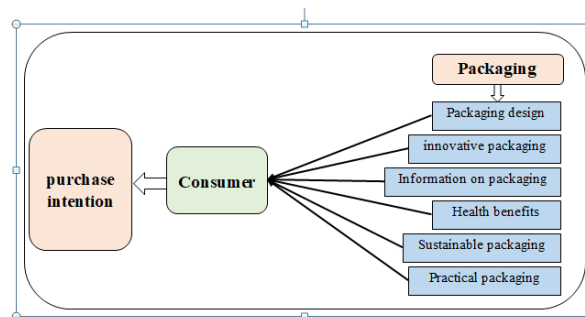 Packaging
Packaging design
innovative packaging
Information on packaging
Health benefits
Sustainable packaging
Practical packaging
Consumer
purchase
intention